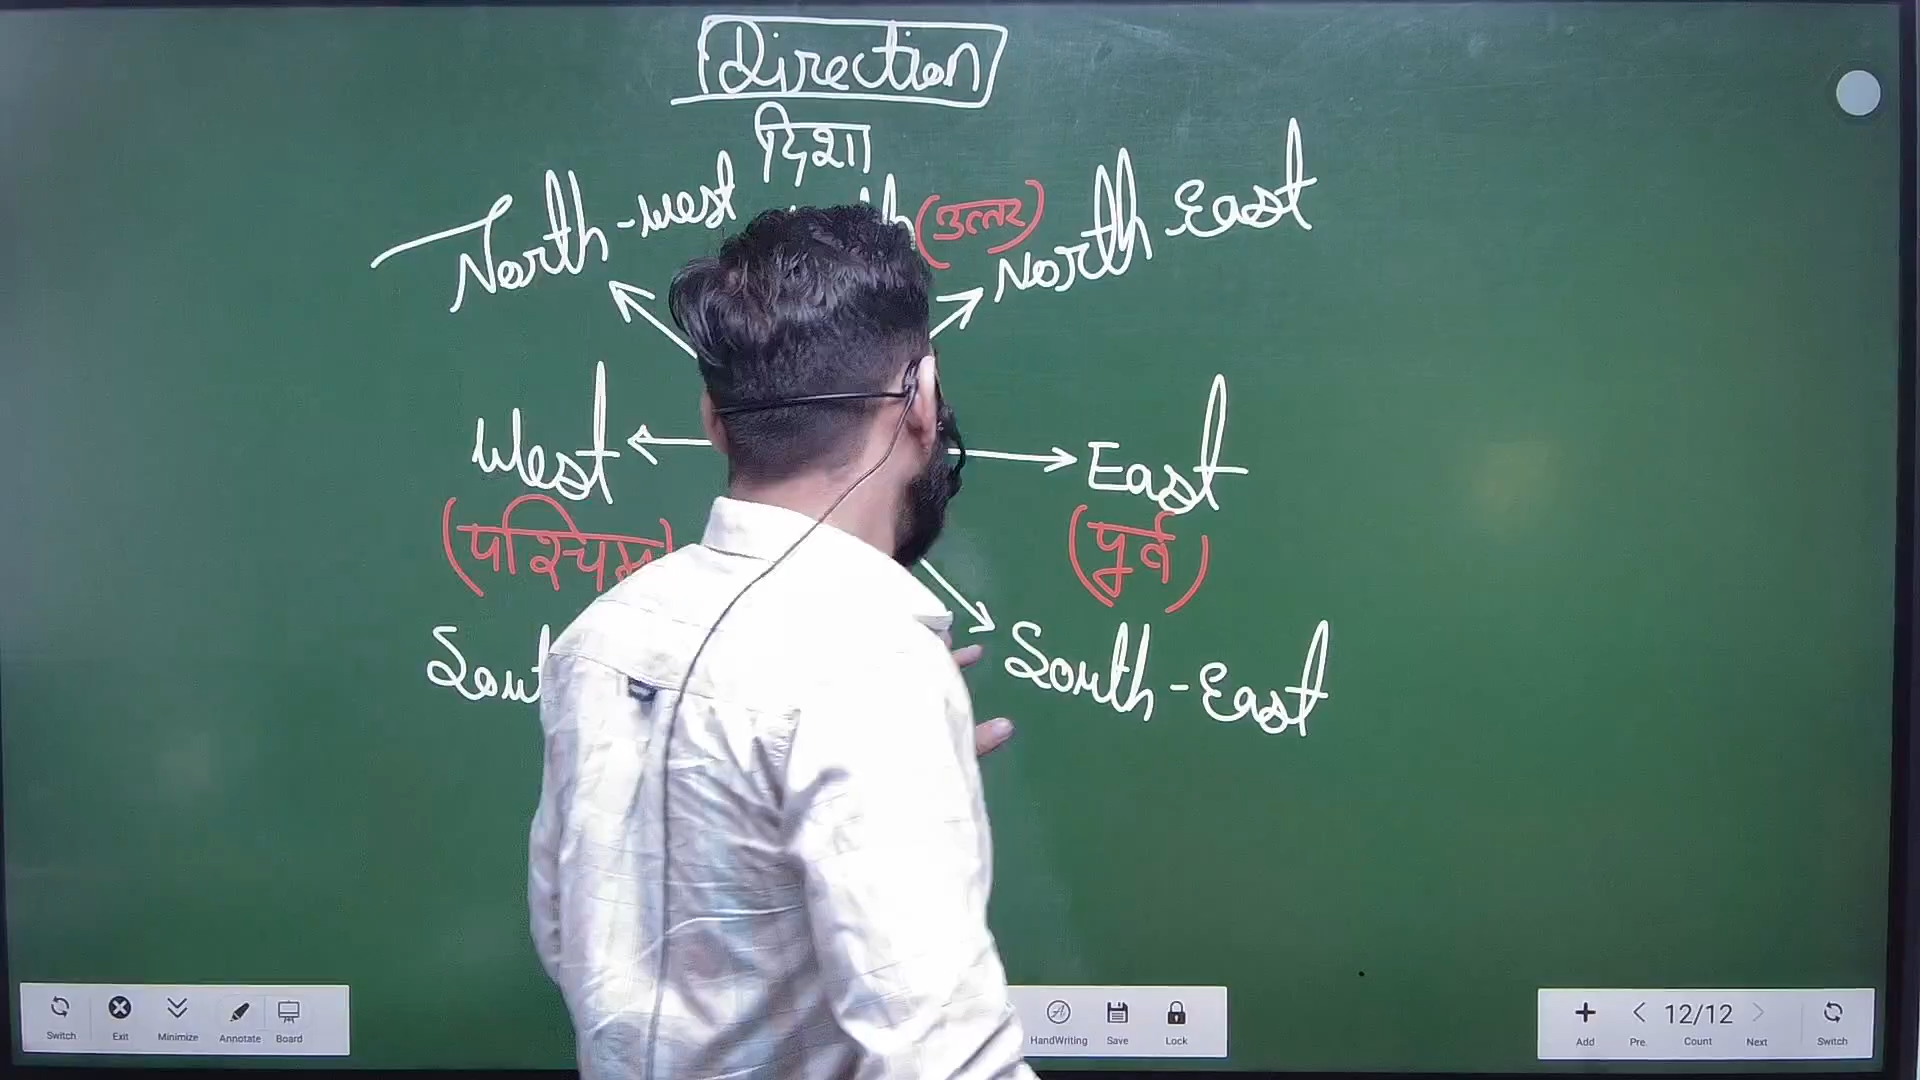 Direction
दिशा
North-west (उत्तर) North-East
West East
(पश्चिम) (पूर्व)
South-East
Switch Exit Minimize Annotate Board HandWriting Save Lock Add Pre. 12/12 Count Next Switch